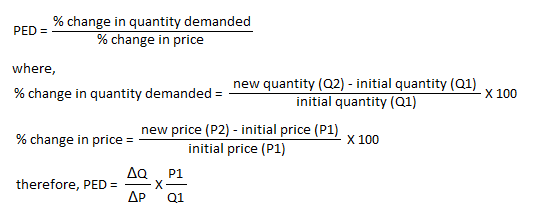 PED = % change in quantity demanded
% change in price
where,
% change in quantity demanded = new quantity (Q2) - initial quantity (Q1) X 100
initial quantity (Q1)
% change in price = new price (P2) - initial price (P1) X 100
initial price (P1)
therefore, PED = ΔQ X P1
ΔP Q1